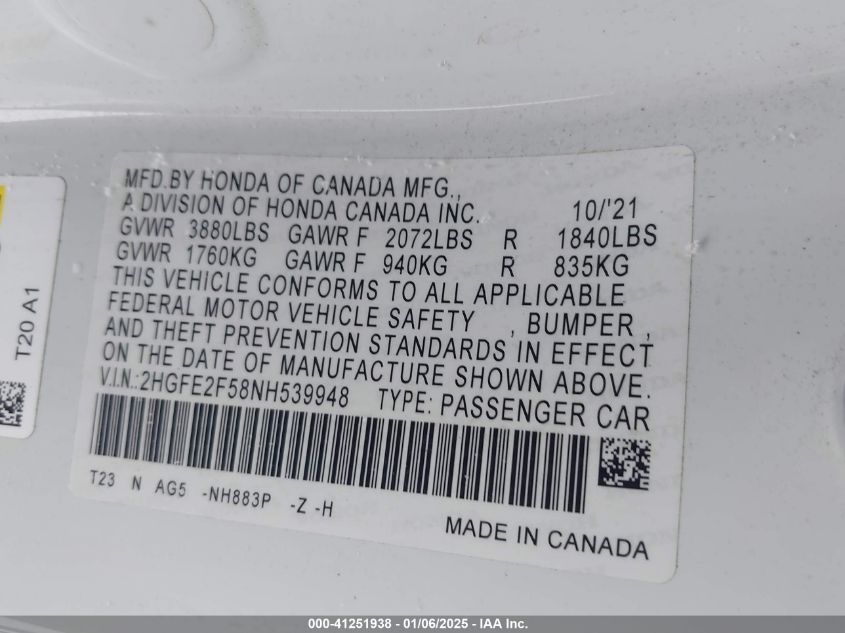 MFD.BY HONDA OF CANADA MFG.,
A DIVISION OF HONDA CANADA INC. 10/'21
GVWR 3880LBS GAWR F 2072LBS R 1840LBS
GVWR 1760KG GAWR F 940KG R 835KG
THIS VEHICLE CONFORMS TO ALL APPLICABLE
FEDERAL MOTOR VEHICLE SAFETY , BUMPER ,
AND THEFT PREVENTION STANDARDS IN EFFECT
ON THE DATE OF MANUFACTURE SHOWN ABOVE.
V.I.N.:2HGFE2F58NH539948 TYPE: PASSENGER CAR
T23 N AG5 -NH883P -Z -H
MADE IN CANADA
T20 A1
000-41251938 - 01/06/2025 - IAA Inc.